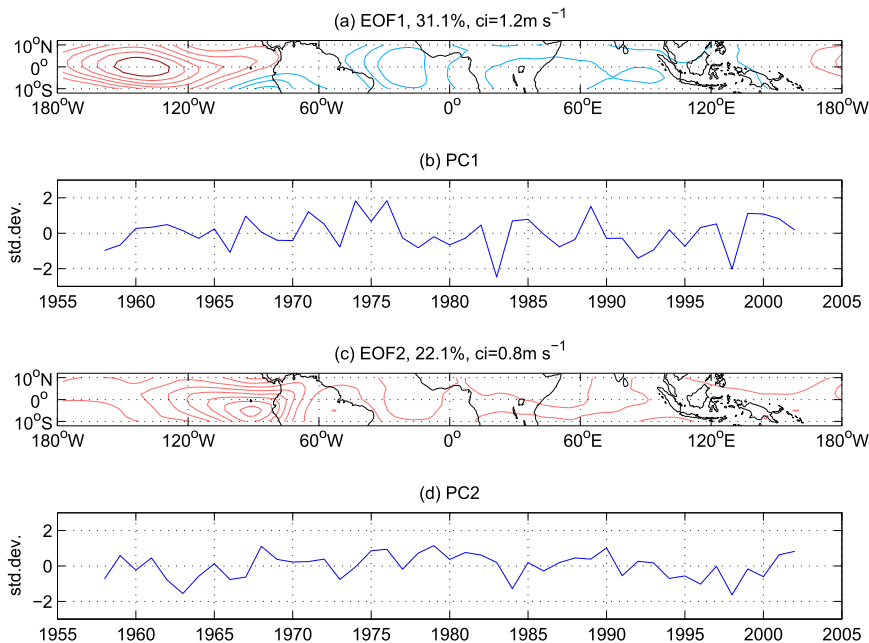 (a) EOF1, 31.1%, ci=1.2m s⁻¹
10°N
0°
10°S
180°W 120°W 60°W 0° 60°E 120°E 180°W
(b) PC1
std.dev.
2
0
−2
1955 1960 1965 1970 1975 1980 1985 1990 1995 2000 2005
(c) EOF2, 22.1%, ci=0.8m s⁻¹
10°N
0°
10°S
180°W 120°W 60°W 0° 60°E 120°E 180°W
(d) PC2
std.dev.
2
0
−2
1955 1960 1965 1970 1975 1980 1985 1990 1995 2000 2005